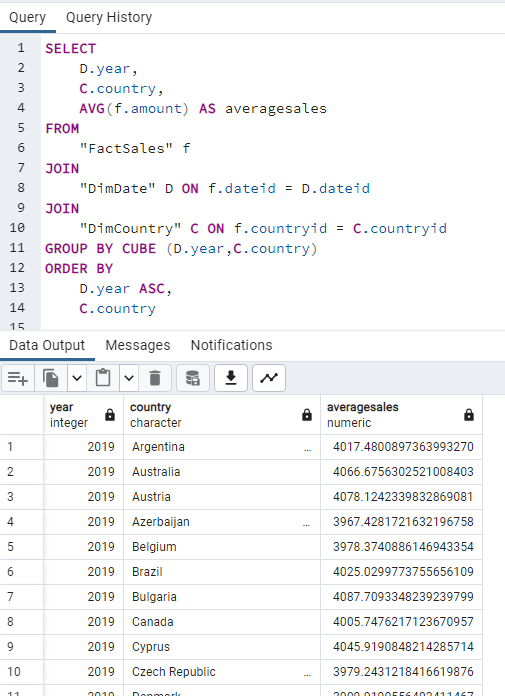 Query Query History
1 SELECT
2 D.year,
3 C.country,
4 AVG(f.amount) AS averagesales
5 FROM
6 "FactSales" f
7 JOIN
8 "DimDate" D ON f.dateid = D.dateid
9 JOIN
10 "DimCountry" C ON f.countryid = C.countryid
11 GROUP BY CUBE (D.year,C.country)
12 ORDER BY
13 D.year ASC,
14 C.country
15
Data Output Messages Notifications
year country averagesales
integer character numeric
1 2019 Argentina ... 4017.4800897363993270
2 2019 Australia 4066.6756302521008403
3 2019 Austria 4078.1242339832869081
4 2019 Azerbaijan ... 3967.4281721632196758
5 2019 Belgium 3978.3740886146943354
6 2019 Brazil 4025.0299773755656109
7 2019 Bulgaria 4087.7093348239239799
8 2019 Canada 4005.7476217123670957
9 2019 Cyprus 4045.9190848214285714
10 2019 Czech Republic ... 3979.2431218416619876
11 2019 Denmark